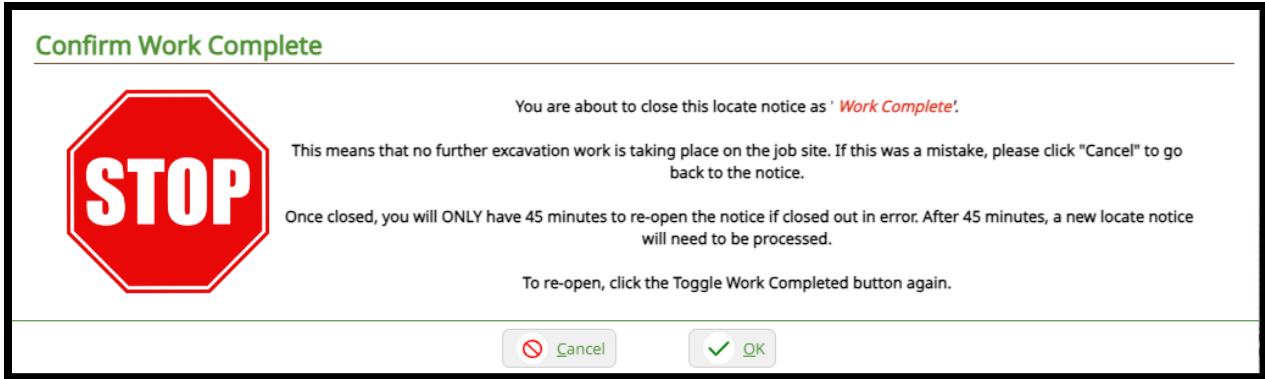 Confirm Work Complete
STOP
You are about to close this locate notice as ' Work Complete'.
This means that no further excavation work is taking place on the job site. If this was a mistake, please click "Cancel" to go
back to the notice.
Once closed, you will ONLY have 45 minutes to re-open the notice if closed out in error. After 45 minutes, a new locate notice
will need to be processed.
To re-open, click the Toggle Work Completed button again.
Cancel
OK